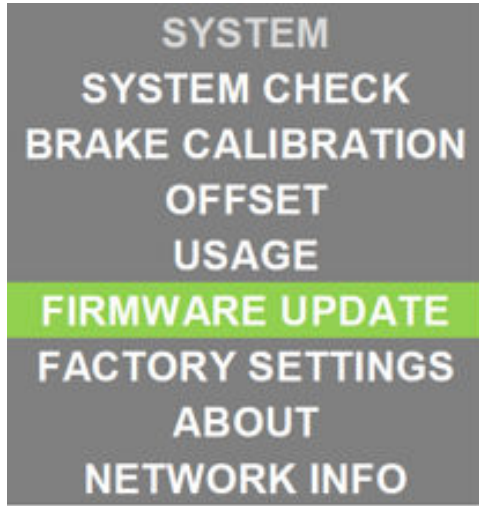 SYSTEM
SYSTEM CHECK
BRAKE CALIBRATION
OFFSET
USAGE
FIRMWARE UPDATE
FACTORY SETTINGS
ABOUT
NETWORK INFO